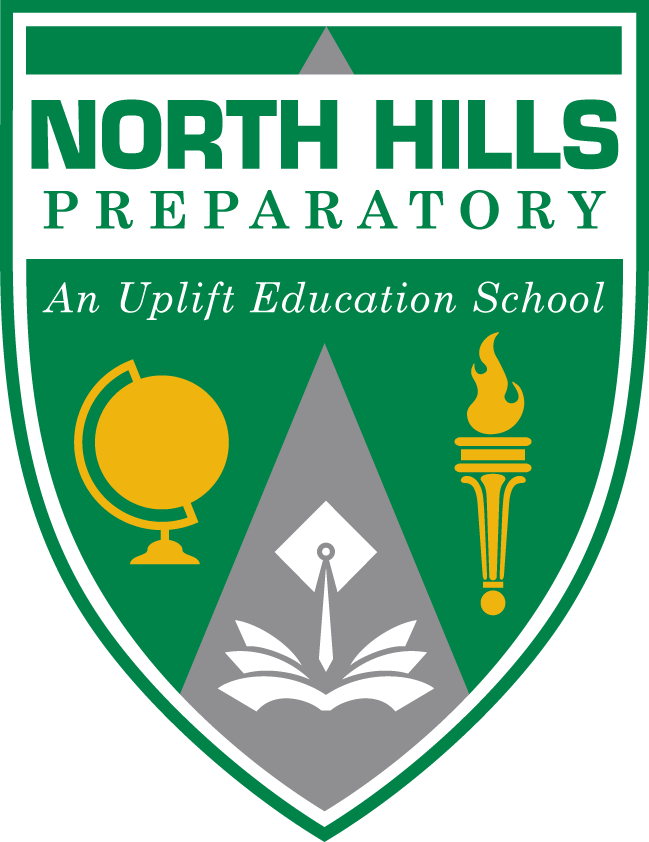 NORTH HILLS
PREPARATORY
An Uplift Education School